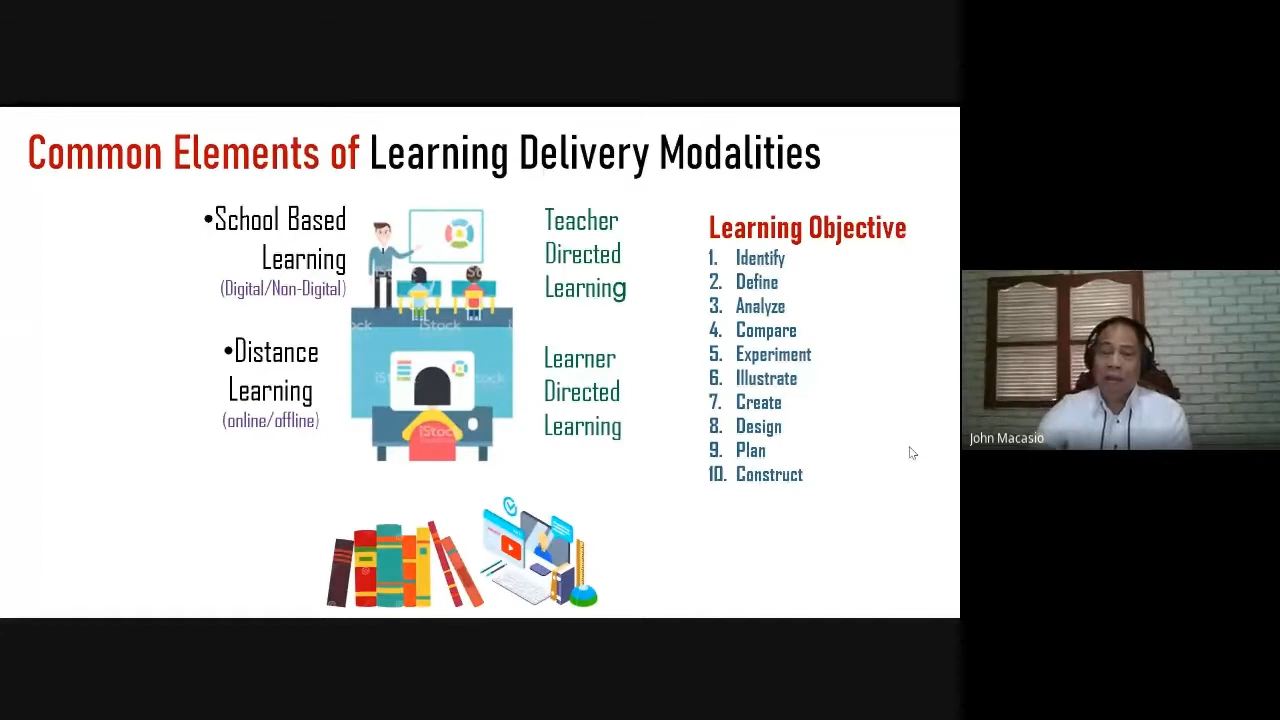 Common Elements of Learning Delivery Modalities
•School Based
Learning
(Digital/Non-Digital)
•Distance
Learning
(online/offline)
iStock
iStock
Teacher
Directed
Learning
Learner
Directed
Learning
Learning Objective
1. Identify
2. Define
3. Analyze
4. Compare
5. Experiment
6. Illustrate
7. Create
8. Design
9. Plan
10. Construct
John Macasio